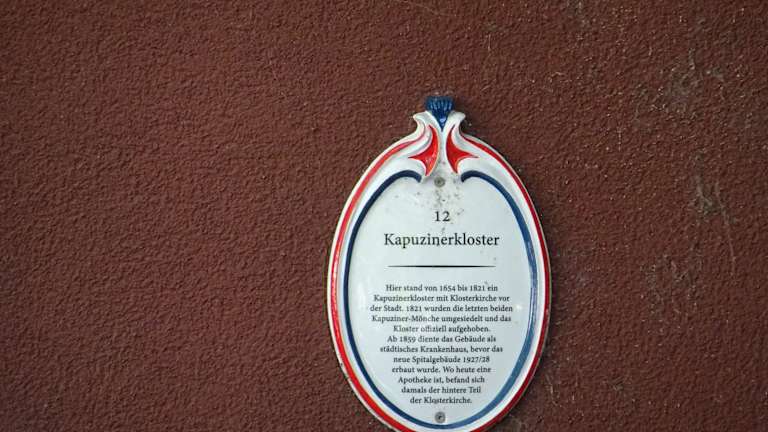 12
Kapuzinerkloster
Hier stand von 1654 bis 1821 ein
Kapuzinerkloster mit Klosterkirche vor
der Stadt. 1821 wurden die letzten beiden
Kapuziner-Mönche umgesiedelt und das
Kloster offiziell aufgehoben.
Ab 1859 diente das Gebäude als
städtisches Krankenhaus, bevor das
neue Spitalgebäude 1927/28
erbaut wurde. Wo heute eine
Apotheke ist, befand sich
damals der hintere Teil
der Klosterkirche.